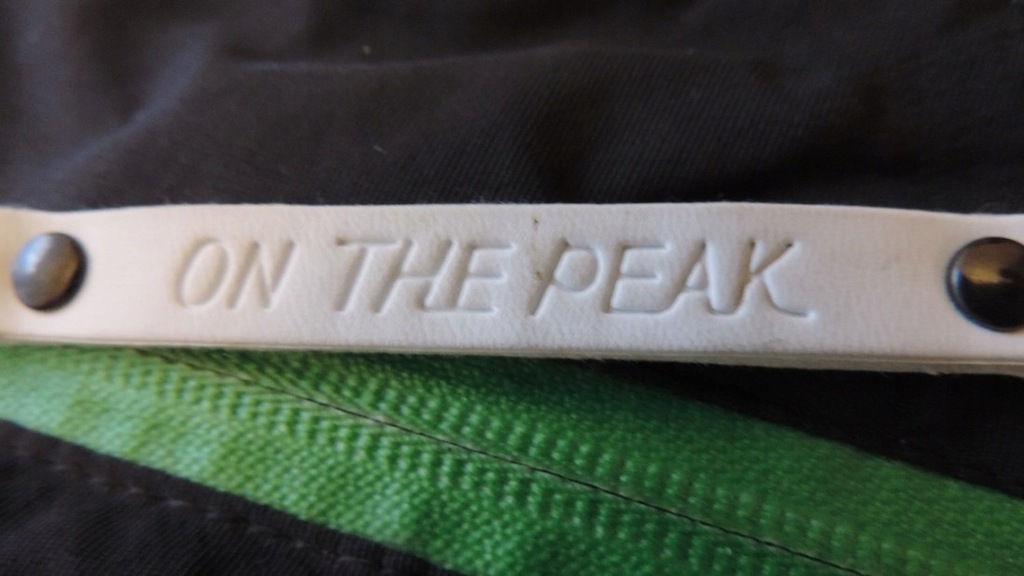 ON THE PEAK